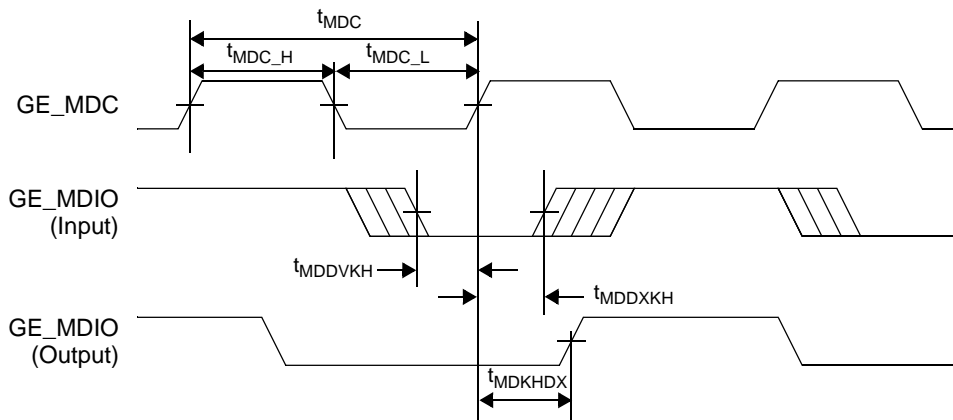 tMDC
tMDC_H
tMDC_L
GE_MDC
GE_MDIO
(Input)
tMDDVKH
tMDDXKH
GE_MDIO
(Output)
tMDKHDX